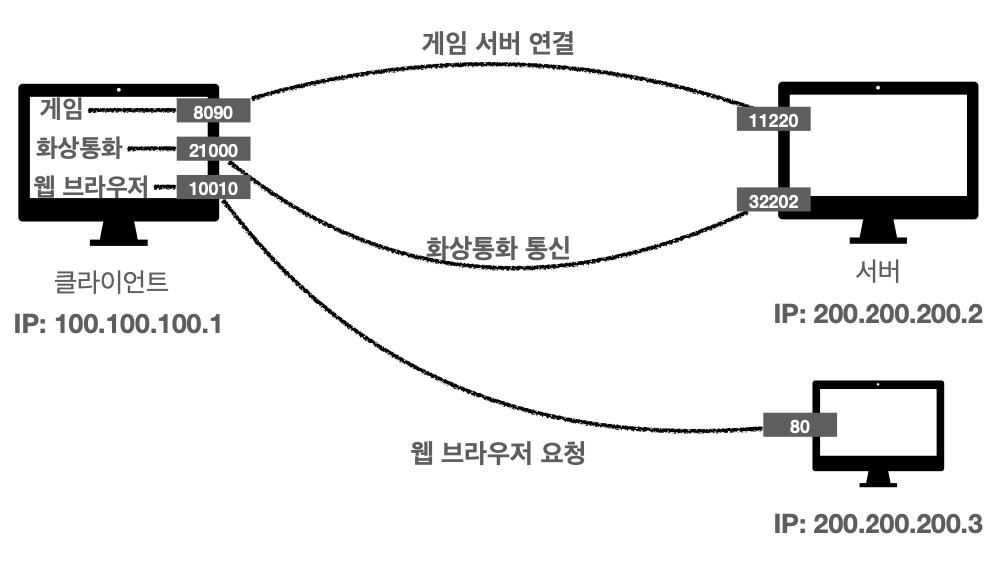 게임 서버 연결
게임
8090
화상통화
21000
웹 브라우저
10010
11220
32202
화상통화 통신
클라이언트
IP: 100.100.100.1
서버
IP: 200.200.200.2
80
웹 브라우저 요청
IP: 200.200.200.3